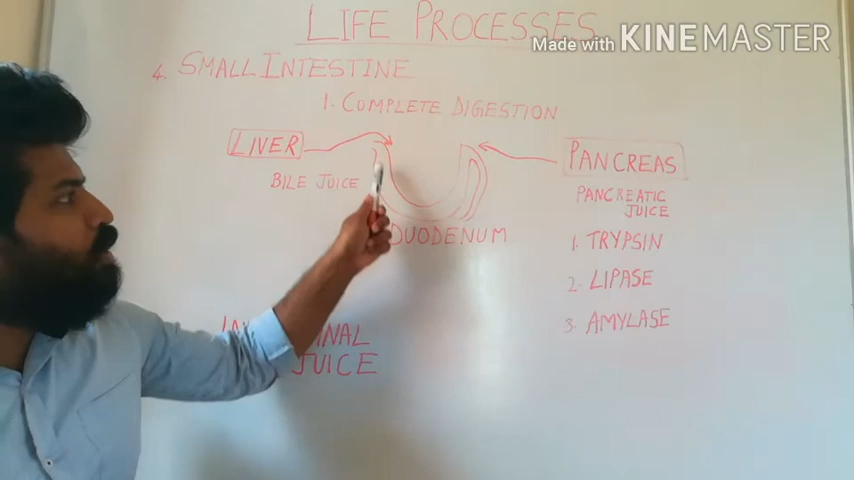 LIFE PROCESSES
Made with KINEMASTER
4. SMALL INTESTINE
1. COMPLETE DIGESTION
LIVER
PANCREAS
BILE JUICE
PANCREATIC
JUICE
DUODENUM
1. TRYPSIN
2. LIPASE
3. AMYLASE
JUICE